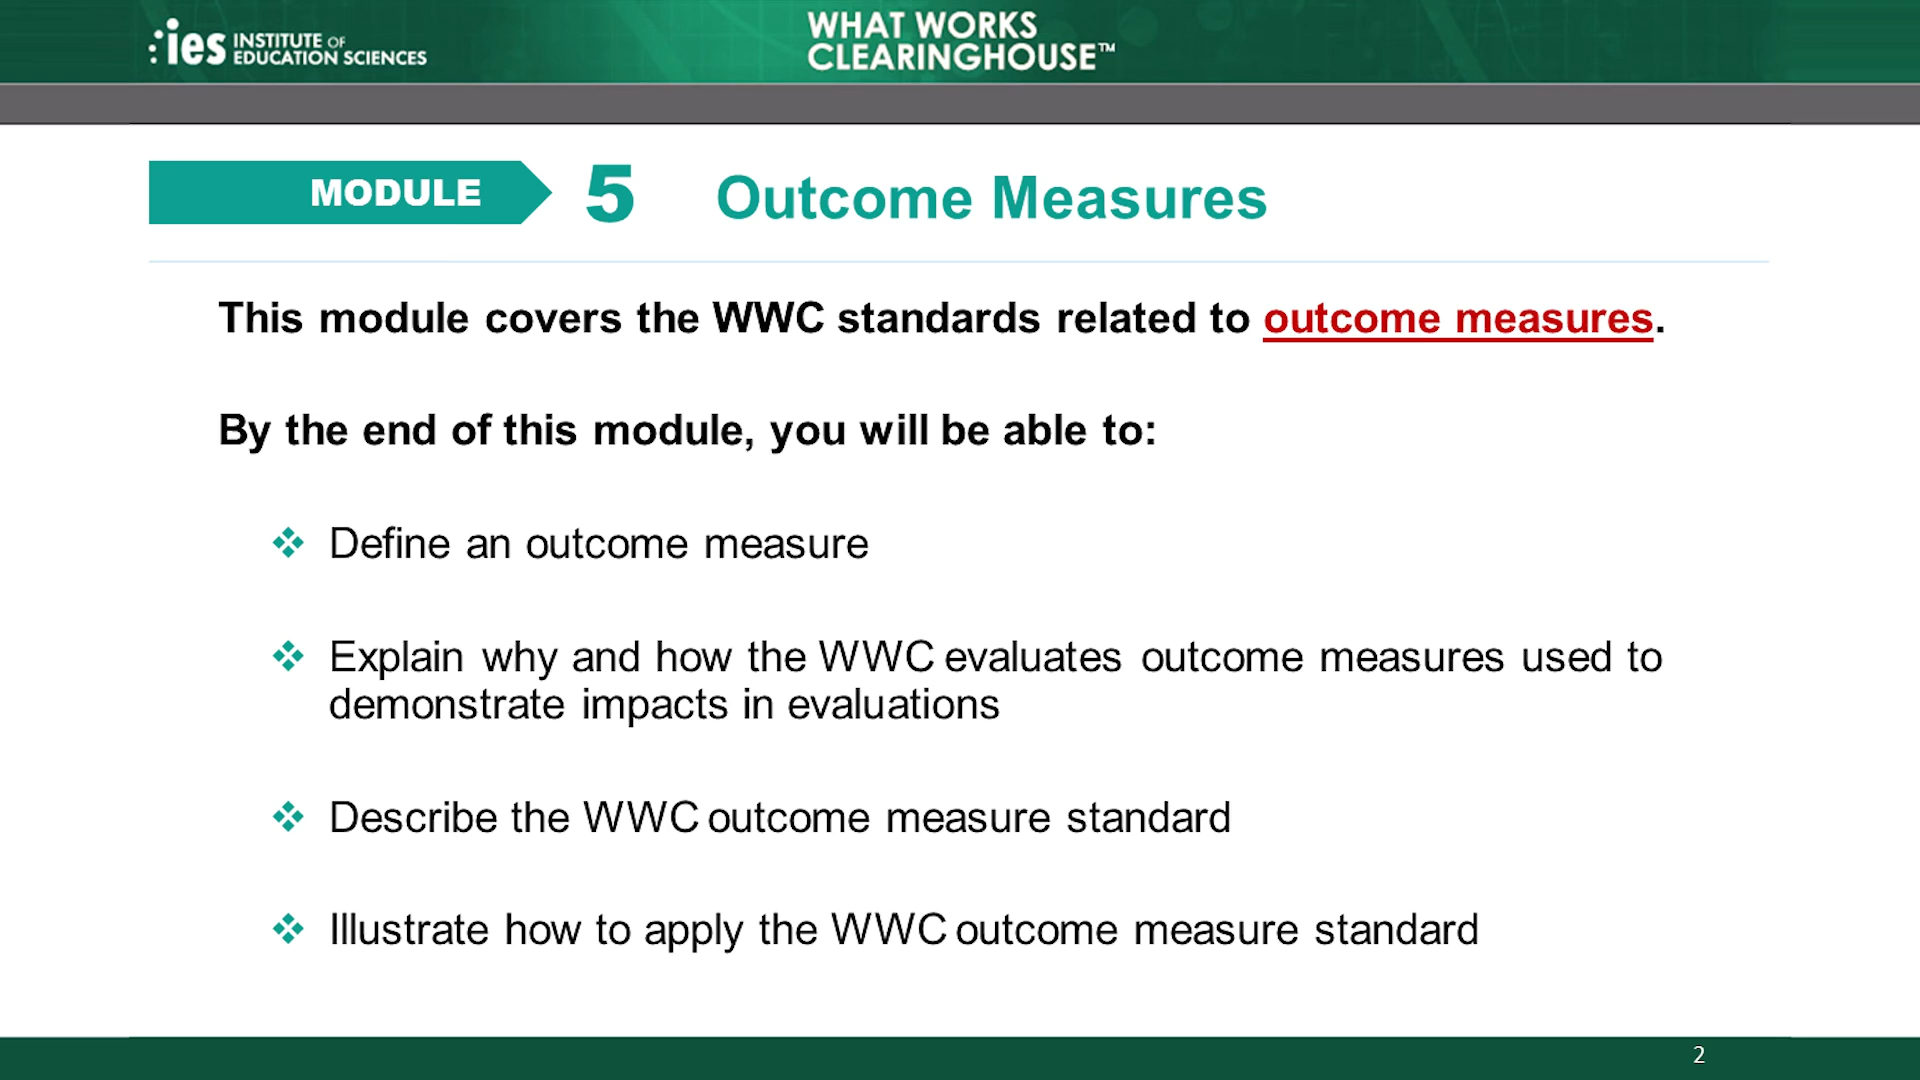 ies INSTITUTE OF
EDUCATION SCIENCES
WHAT WORKS
CLEARINGHOUSE™
MODULE 5 Outcome Measures
This module covers the WWC standards related to outcome measures.
By the end of this module, you will be able to:
❖ Define an outcome measure
❖ Explain why and how the WWC evaluates outcome measures used to
demonstrate impacts in evaluations
❖ Describe the WWC outcome measure standard
❖ Illustrate how to apply the WWC outcome measure standard
2